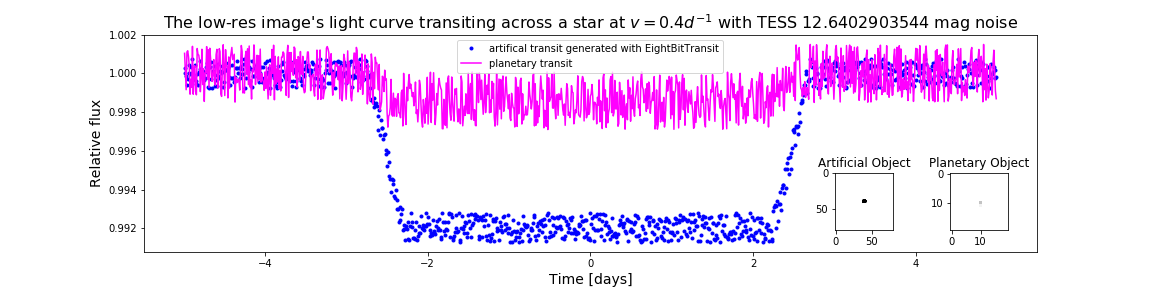 The low-res image's light curve transiting across a star at v = 0.4d⁻¹ with TESS 12.6402903544 mag noise
artifical transit generated with EightBitTransit
planetary transit
Relative flux
1.002
1.000
0.998
0.996
0.994
0.992
Artificial Object
0
50
0 50
Planetary Object
0
10
0 10
−4 −2 0 2 4
Time [days]